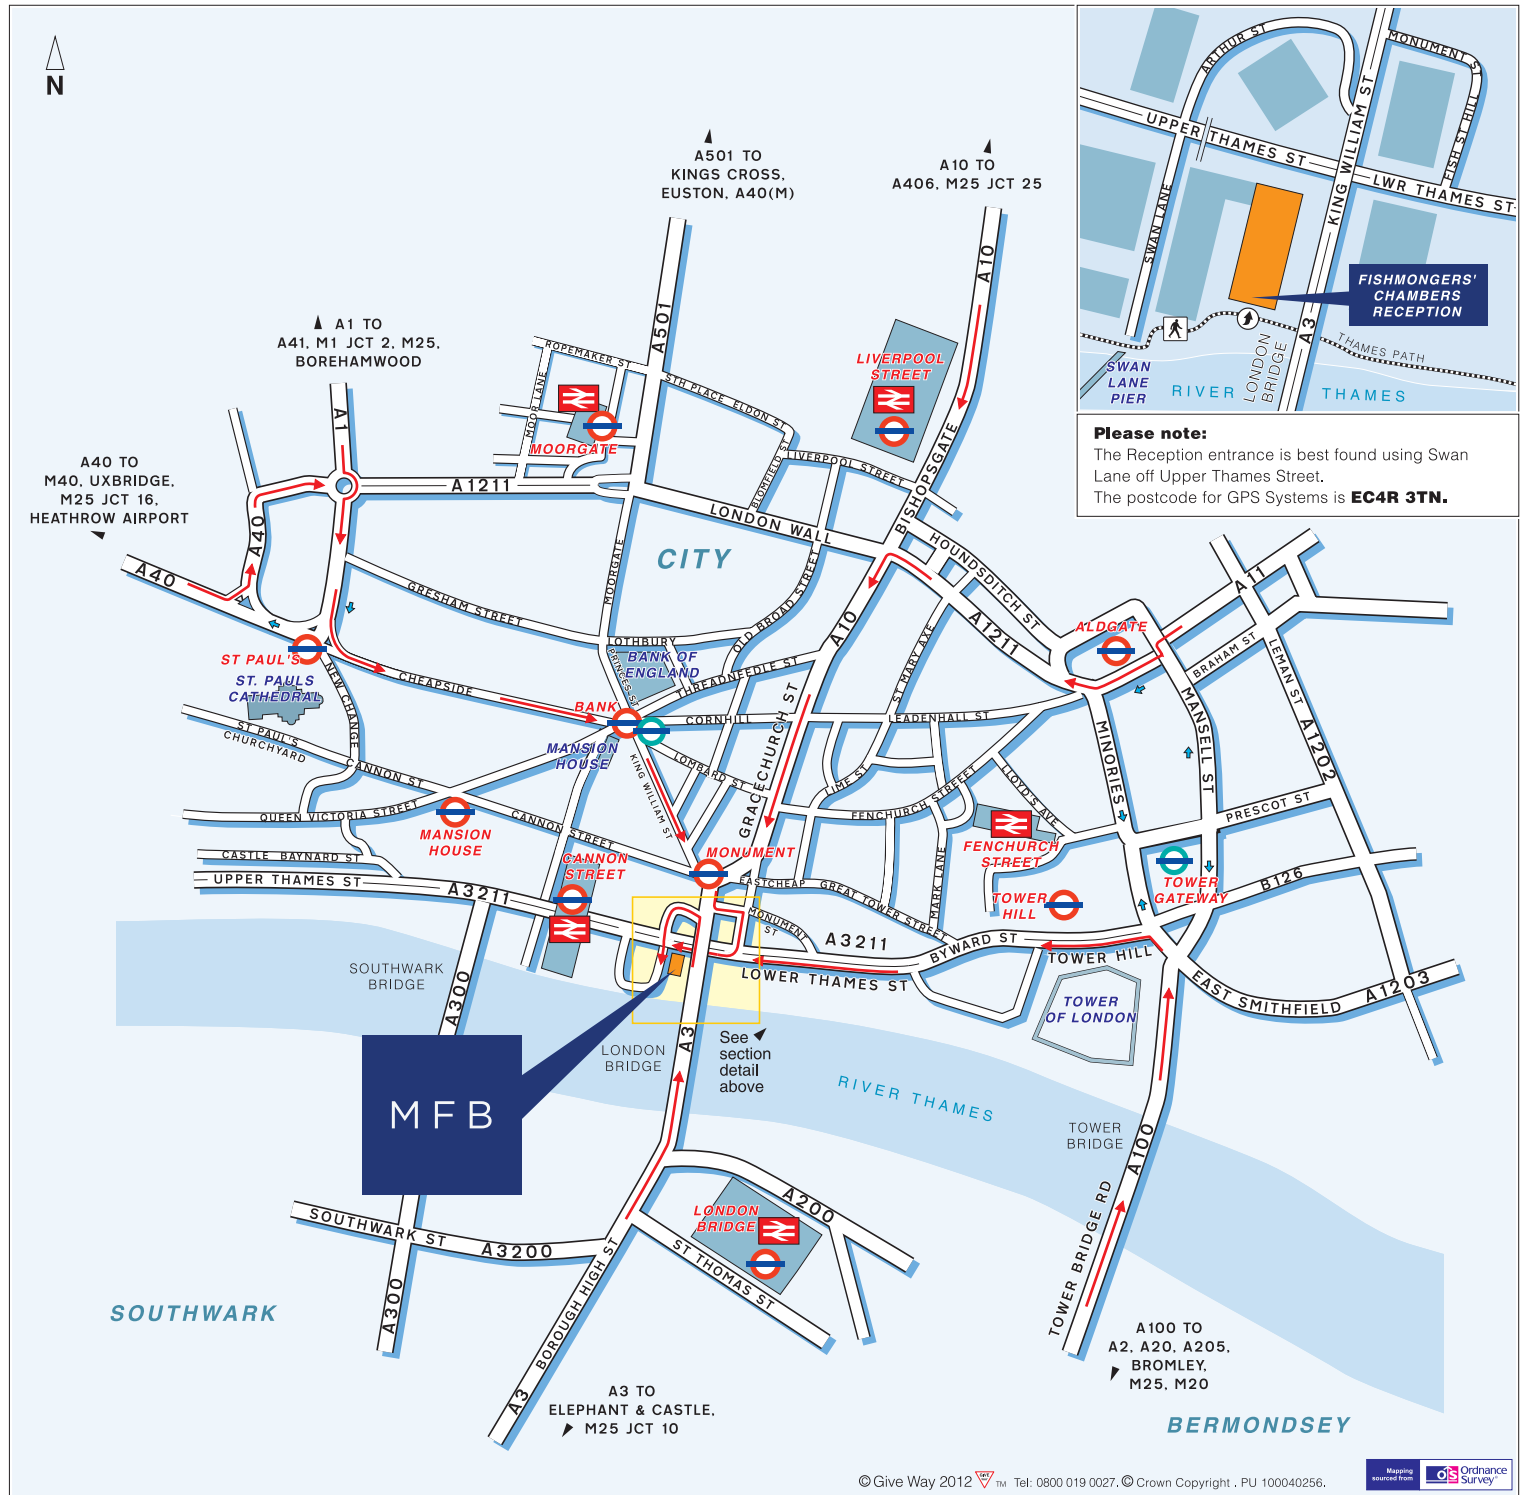 N
A501 TO
KINGS CROSS,
EUSTON, A40(M)
A10 TO
A406, M25 JCT 25
A1 TO
A41, M1 JCT 2, M25,
BOREHAMWOOD
A40 TO
M40, UXBRIDGE,
M25 JCT 16,
HEATHROW AIRPORT
ARTHUR ST
MONUMENT ST
KING WILLIAM ST
FISH ST HILL
UPPER THAMES ST
LWR THAMES ST
SWAN LANE
FISHMONGERS'
CHAMBERS
RECEPTION
A3
THAMES PATH
LONDON
BRIDGE
SWAN
LANE
PIER
RIVER THAMES
Please note:
The Reception entrance is best found using Swan
Lane off Upper Thames Street.
The postcode for GPS Systems is EC4R 3TN.
A501
A10
A1
ROPEMAKER ST
MOOR LANE
STH PLACE
ELDON ST
LIVERPOOL
STREET
MOORGATE
BLOMFIELD ST
LIVERPOOL STREET
BISHOPSGATE
A1211
LONDON WALL
CITY
A40
A40
GRESHAM STREET
MOORGATE
LOTHBURY
OLD BROAD STREET
HOUNDSDITCH ST
A1211
A10
A11
ALDGATE
BRAHAM ST
LEMAN ST
ST PAUL'S
ST. PAULS
CATHEDRAL
NEW CHANGE
CHEAPSIDE
PRINCES ST
BANK OF
ENGLAND
THREADNEEDLE ST
ST MARY AXE
BANK
CORNHILL
LEADENHALL ST
MANSION
HOUSE
KING WILLIAM ST
LOMBARD ST
GRACECHURCH ST
LIME ST
FENCHURCH STREEET
LLOYD'S AVE
MINORIES
MANSELL ST
A1202
PRESCOT ST
ST PAUL'S
CHURCHYARD
CANNON ST
QUEEN VICTORIA STREET
MANSION
HOUSE
CANNON STREET
CASTLE BAYNARD ST
UPPER THAMES ST
A3211
CANNON
STREET
MONUMENT
EASTCHEAP
GREAT TOWER STREET
MARK LANE
FENCHURCH
STREET
TOWER
HILL
TOWER
GATEWAY
B126
MONUMENT
ST
A3211
LOWER THAMES ST
BYWARD ST
TOWER HILL
EAST SMITHFIELD
A1203
TOWER
OF LONDON
SOUTHWARK
BRIDGE
A300
LONDON
BRIDGE
A3
See
section
detail
above
RIVER THAMES
MFB
TOWER
BRIDGE
A100
TOWER BRIDGE RD
SOUTHWARK ST
A3200
A300
LONDON
BRIDGE
A200
ST THOMAS ST
BOROUGH HIGH ST
A3
SOUTHWARK
A3 TO
ELEPHANT & CASTLE,
M25 JCT 10
A100 TO
A2, A20, A205,
BROMLEY,
M25, M20
BERMONDSEY
© Give Way 2012 TM Tel: 0800 019 0027. © Crown Copyright . PU 100040256.
Mapping
sourced from
OS Ordnance
Survey